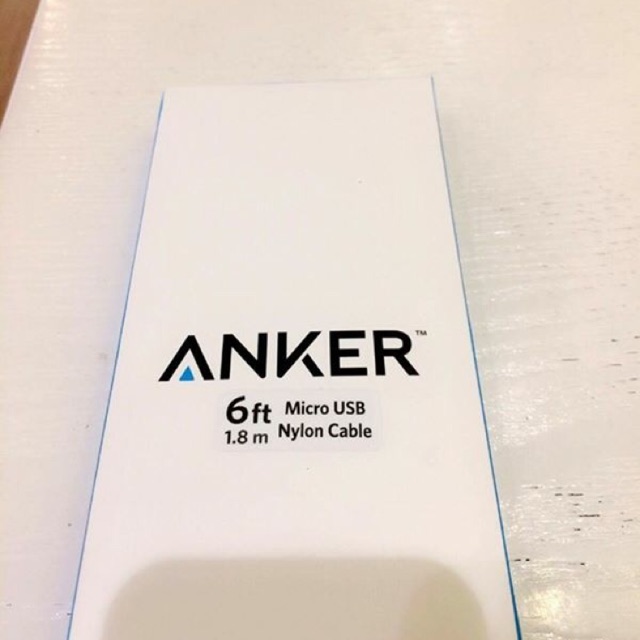 ANKER™
6ft Micro USB
1.8 m Nylon Cable